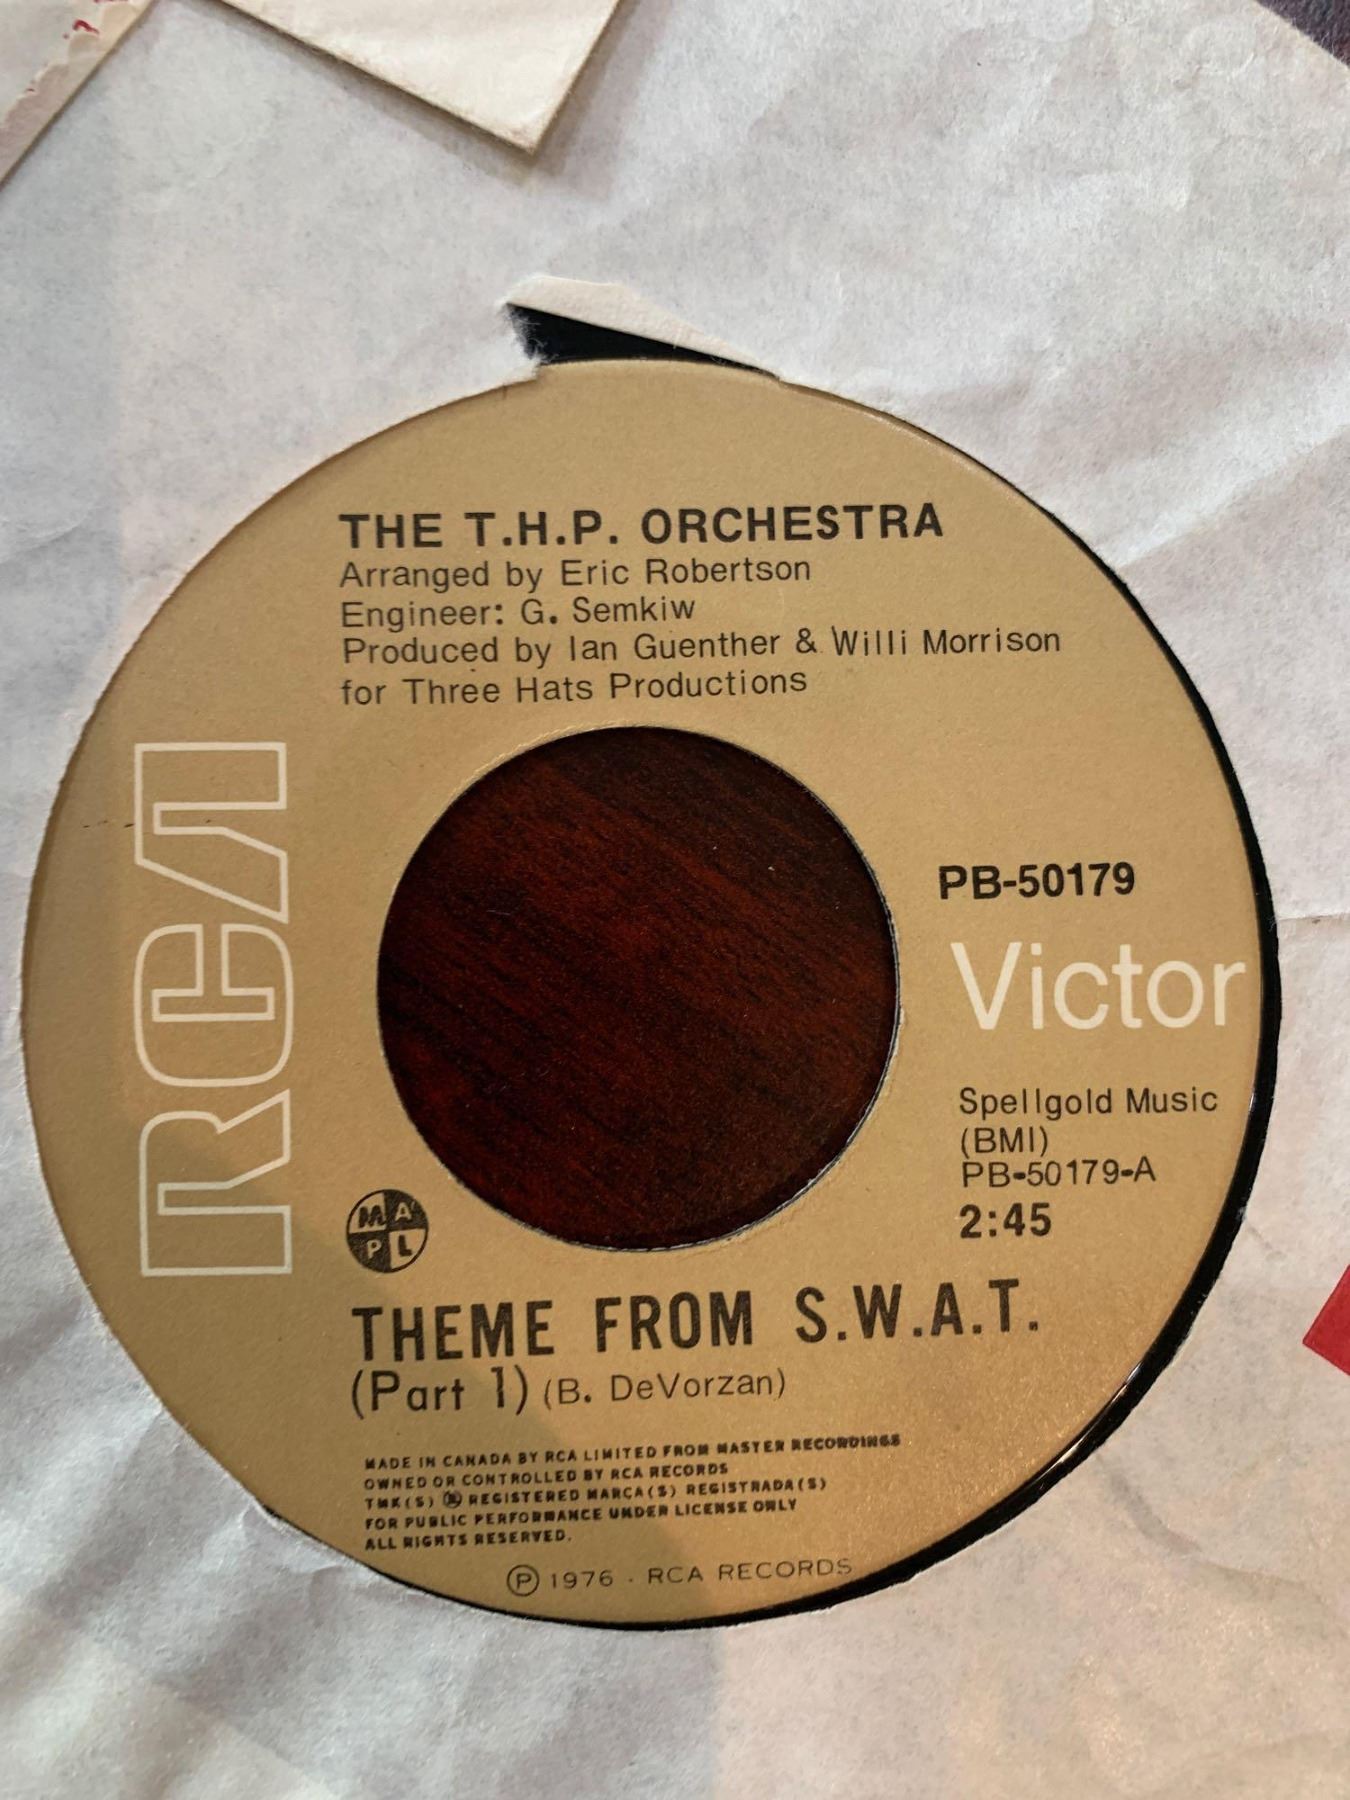 THE T.H.P. ORCHESTRA
Arranged by Eric Robertson
Engineer: G. Semkiw
Produced by Ian Guenther & Willi Morrison
for Three Hats Productions
RCA
PB-50179
Victor
Spellgold Music
(BMI)
PB-50179-A
2:45
M A
P L
THEME FROM S.W.A.T.
(Part 1) (B. DeVorzan)
MADE IN CANADA BY RCA LIMITED FROM MASTER RECORDINGS
OWNED OR CONTROLLED BY RCA RECORDS
TMK(S) ® REGISTERED MARCA(S) REGISTRADA(S)
FOR PUBLIC PERFORMANCE UNDER LICENSE ONLY
ALL RIGHTS RESERVED.
℗ 1976 . RCA RECORDS